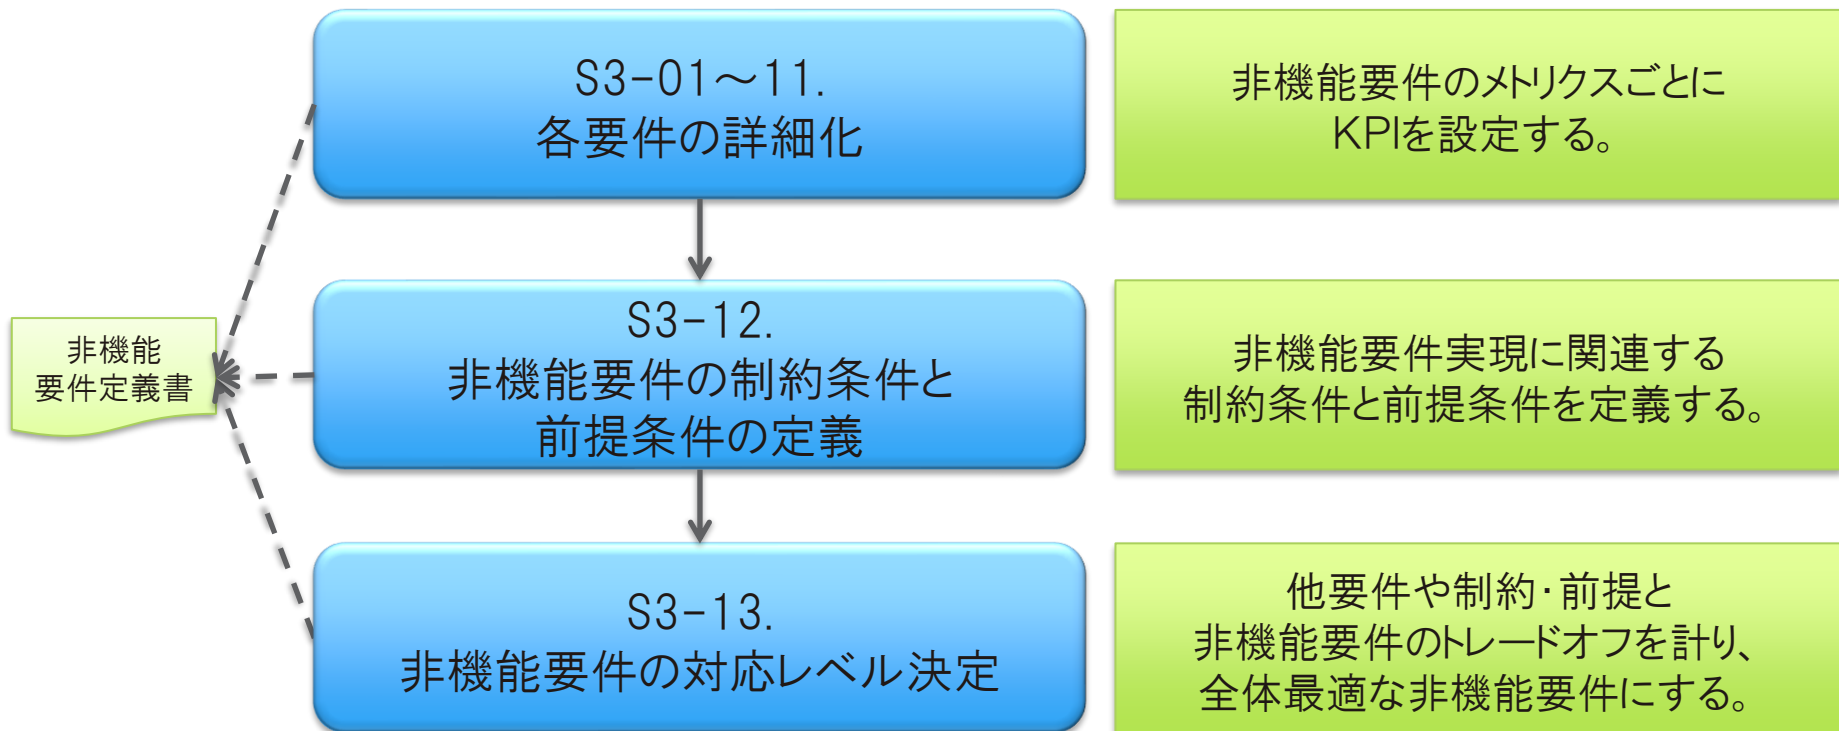 S3-01～11.
各要件の詳細化
非機能要件のメトリクスごとに
KPIを設定する。
非機能
要件定義書
S3-12.
非機能要件の制約条件と
前提条件の定義
非機能要件実現に関連する
制約条件と前提条件を定義する。
S3-13.
非機能要件の対応レベル決定
他要件や制約・前提と
非機能要件のトレードオフを計り、
全体最適な非機能要件にする。